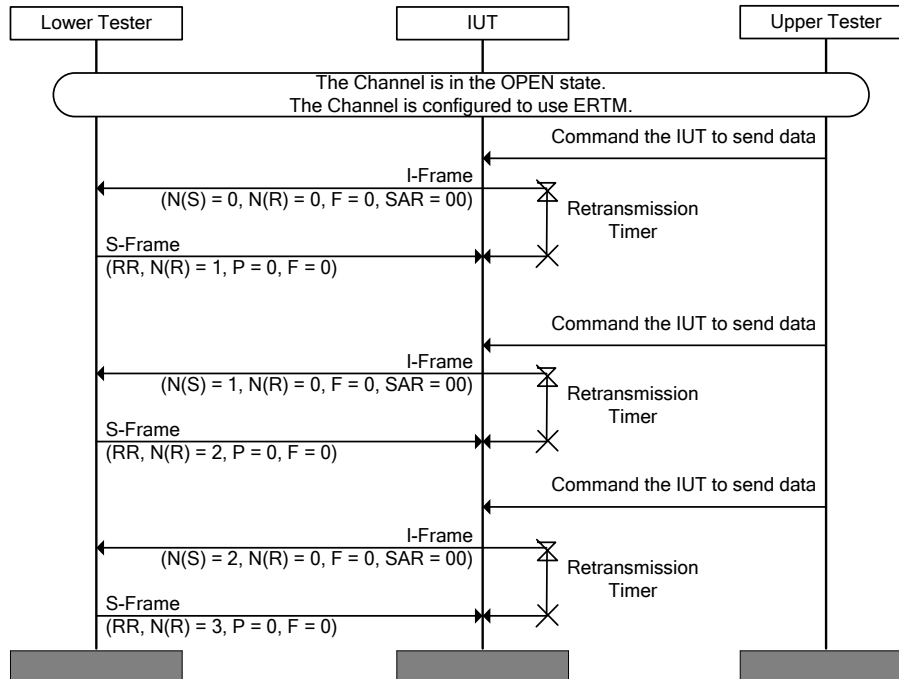 Lower Tester
IUT
Upper Tester
The Channel is in the OPEN state.
The Channel is configured to use ERTM.
Command the IUT to send data
I-Frame
(N(S) = 0, N(R) = 0, F = 0, SAR = 00)
Retransmission
Timer
S-Frame
(RR, N(R) = 1, P = 0, F = 0)
Command the IUT to send data
I-Frame
(N(S) = 1, N(R) = 0, F = 0, SAR = 00)
Retransmission
Timer
S-Frame
(RR, N(R) = 2, P = 0, F = 0)
Command the IUT to send data
I-Frame
(N(S) = 2, N(R) = 0, F = 0, SAR = 00)
Retransmission
Timer
S-Frame
(RR, N(R) = 3, P = 0, F = 0)